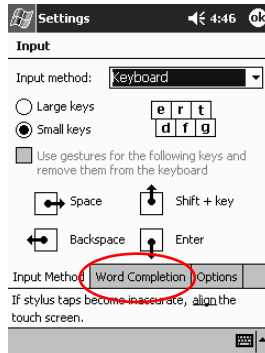 Settings 4:46 ok
Input
Input method: Keyboard
Large keys
e r t
Small keys
d f g
Use gestures for the following keys and
remove them from the keyboard
Space Shift + key
Backspace Enter
Input Method Word Completion Options
If stylus taps become inaccurate, align the
touch screen.